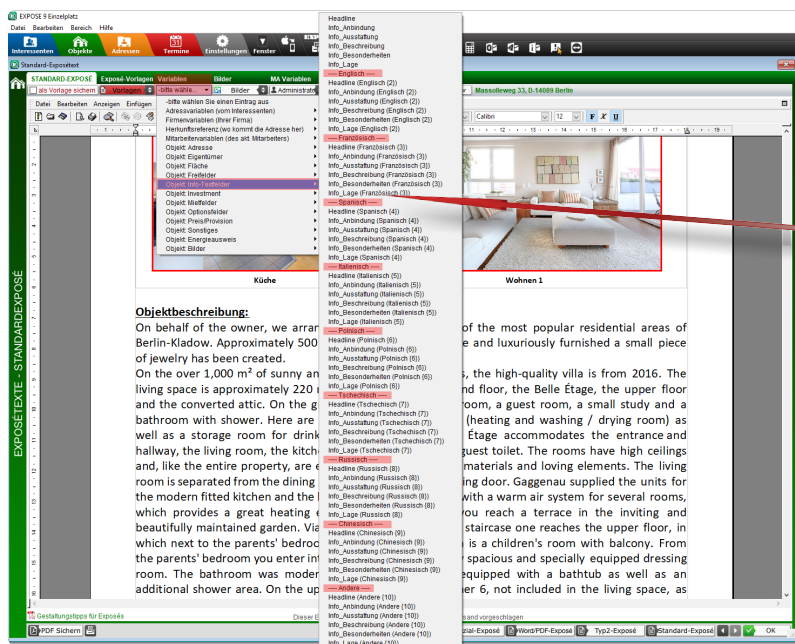 EXPOSE 9 Einzelplatz
Datei Bearbeiten Bereich Hilfe
Interessenten Objekte Adressen Termine Einstellungen Fenster
Standard-Exposétext
STANDARD-EXPOSÉ Exposé-Vorlagen Variablen Bilder MA Variablen
als Vorlage sichern Vorlagen -bitte wähle... Bilder Administrator Massolleweg 33, D-14089 Berlin
Datei Bearbeiten Anzeigen Einfügen
Calibri 12 F X U
-bitte wählen Sie einen Eintrag aus
Adressvariablen (vom Interessenten)
Firmenvariablen (Ihrer Firma)
Herkunftsreferenz (wo kommt die Adresse her)
Mitarbeitervariablen (des akt. Mitarbeiters)
Objekt: Adresse
Objekt: Eigentümer
Objekt: Fläche
Objekt: Freifelder
Objekt: Info-Textfelder
Objekt: Investment
Objekt: Mietfelder
Objekt: Optionsfelder
Objekt: Preis/Provision
Objekt: Sonstiges
Objekt: Energieausweis
Objekt: Bilder
Headline
Info_Anbindung
Info_Ausstattung
Info_Beschreibung
Info_Besonderheiten
Info_Lage
---- Englisch ----
Headline (Englisch (2))
Info_Anbindung (Englisch (2))
Info_Ausstattung (Englisch (2))
Info_Beschreibung (Englisch (2))
Info_Besonderheiten (Englisch (2))
Info_Lage (Englisch (2))
---- Französisch ----
Headline (Französisch (3))
Info_Anbindung (Französisch (3))
Info_Ausstattung (Französisch (3))
Info_Beschreibung (Französisch (3))
Info_Besonderheiten (Französisch (3))
Info_Lage (Französisch (3))
---- Spanisch ----
Headline (Spanisch (4))
Info_Anbindung (Spanisch (4))
Info_Ausstattung (Spanisch (4))
Info_Beschreibung (Spanisch (4))
Info_Besonderheiten (Spanisch (4))
Info_Lage (Spanisch (4))
---- Italienisch ----
Headline (Italienisch (5))
Info_Anbindung (Italienisch (5))
Info_Ausstattung (Italienisch (5))
Info_Beschreibung (Italienisch (5))
Info_Besonderheiten (Italienisch (5))
Info_Lage (Italienisch (5))
---- Polnisch ----
Headline (Polnisch (6))
Info_Anbindung (Polnisch (6))
Info_Ausstattung (Polnisch (6))
Info_Beschreibung (Polnisch (6))
Info_Besonderheiten (Polnisch (6))
Info_Lage (Polnisch (6))
---- Tschechisch ----
Headline (Tschechisch (7))
Info_Anbindung (Tschechisch (7))
Info_Ausstattung (Tschechisch (7))
Info_Beschreibung (Tschechisch (7))
Info_Besonderheiten (Tschechisch (7))
Info_Lage (Tschechisch (7))
---- Russisch ----
Headline (Russisch (8))
Info_Anbindung (Russisch (8))
Info_Ausstattung (Russisch (8))
Info_Beschreibung (Russisch (8))
Info_Besonderheiten (Russisch (8))
Info_Lage (Russisch (8))
---- Chinesisch ----
Headline (Chinesisch (9))
Info_Anbindung (Chinesisch (9))
Info_Ausstattung (Chinesisch (9))
Info_Beschreibung (Chinesisch (9))
Info_Besonderheiten (Chinesisch (9))
Info_Lage (Chinesisch (9))
---- Andere ----
Headline (Andere (10))
Info_Anbindung (Andere (10))
Info_Ausstattung (Andere (10))
Info_Beschreibung (Andere (10))
Info_Besonderheiten (Andere (10))
Info_Lage (Andere (10))
Küche Wohnen 1
Objektbeschreibung:
On behalf of the owner, we arran of the most popular residential areas of
Berlin-Kladow. Approximately 500 e and luxuriously furnished a small piece
of jewelry has been created.
On the over 1,000 m² of sunny an s, the high-quality villa is from 2016. The
living space is approximately 220 nd floor, the Belle Étage, the upper floor
and the converted attic. On the g room, a guest room, a small study and a
bathroom with shower. Here are (heating and washing / drying room) as
well as a storage room for drink Étage accommodates the entrance and
hallway, the living room, the kitch guest toilet. The rooms have high ceilings
and, like the entire property, are e materials and loving elements. The living
room is separated from the dining ing door. Gaggenau supplied the units for
the modern fitted kitchen and the with a warm air system for several rooms,
which provides a great heating e you reach a terrace in the inviting and
beautifully maintained garden. Via staircase one reaches the upper floor, in
which next to the parents' bedroo is a children's room with balcony. From
the parents' bedroom you enter int y spacious and specially equipped dressing
room. The bathroom was moder equipped with a bathtub as well as an
additional shower area. On the up er 6, not included in the living space, as
EXPOSÉTEXTE - STANDARDEXPOSÉ
Gestaltungstipps für Exposés Dieser E sand vorgeschlagen
PDF Sichern zial-Exposé Word/PDF-Exposé Typ2-Exposé Standard-Exposé OK